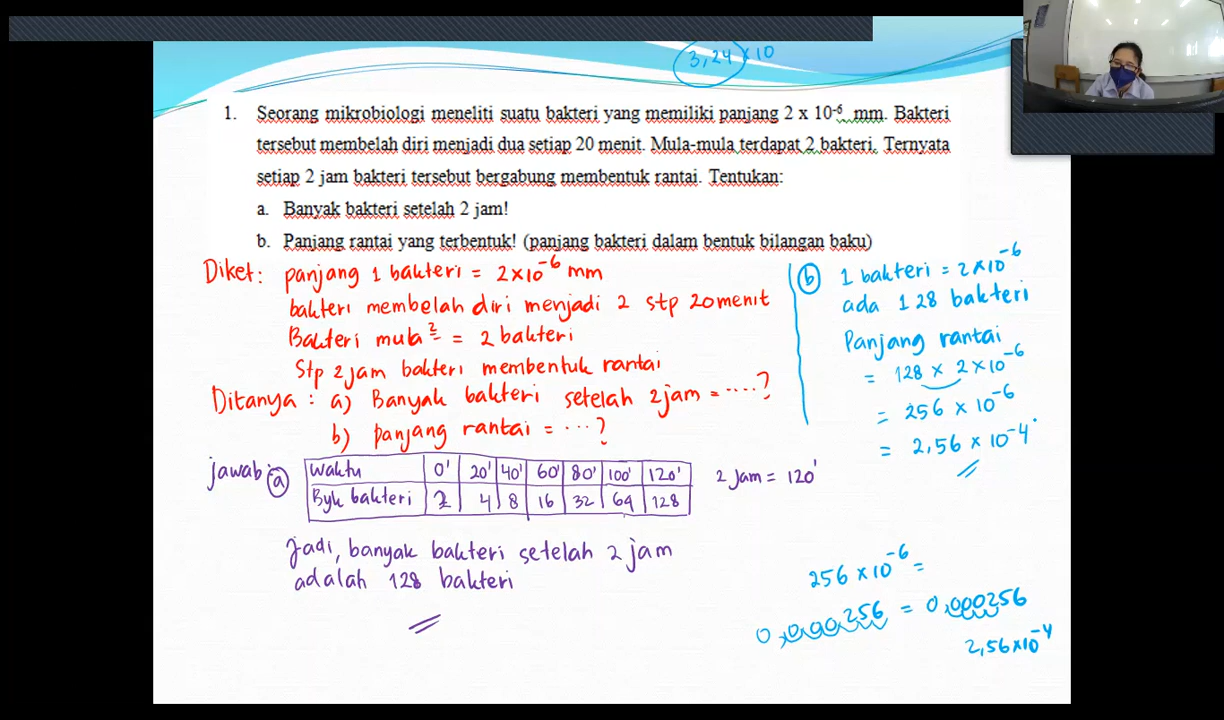 3,24 x 10
1. Seorang mikrobiologi meneliti suatu bakteri yang memiliki panjang 2 x 10⁻⁶ mm. Bakteri
tersebut membelah diri menjadi dua setiap 20 menit. Mula-mula terdapat 2 bakteri. Ternyata
setiap 2 jam bakteri tersebut bergabung membentuk rantai. Tentukan:
a. Banyak bakteri setelah 2 jam!
b. Panjang rantai yang terbentuk! (panjang bakteri dalam bentuk bilangan baku)
Diket: panjang 1 bakteri = 2x10⁻⁶ mm
bakteri membelah diri menjadi 2 stp 20menit
Bakteri mula² = 2 bakteri
Stp 2 jam bakteri membentuk rantai
Ditanya: a) Banyak bakteri setelah 2 jam = ....?
b) panjang rantai = ...?
jawab: a
Waktu 0' 20' 40' 60' 80' 100' 120'
Byk bakteri 2 4 8 16 32 64 128
2 jam = 120'
Jadi, banyak bakteri setelah 2 jam
adalah 128 bakteri
b 1 bakteri = 2x10⁻⁶
ada 128 bakteri
Panjang rantai
= 128 x 2 x 10⁻⁶
= 256 x 10⁻⁶
= 2,56 x 10⁻⁴
256 x 10⁻⁶ =
0,000256 = 0,000256
2,56x10⁻⁴